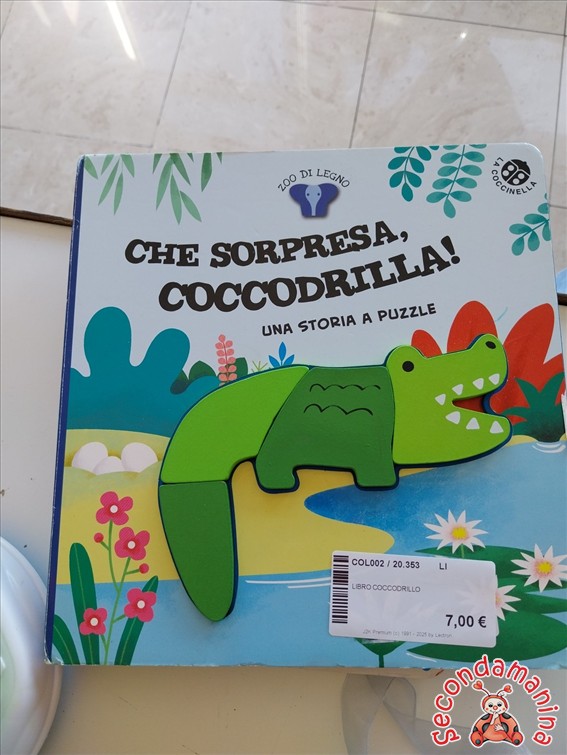 ZOO DI LEGNO
LA COCCINELLA
CHE SORPRESA,
COCCODRILLA!
UNA STORIA A PUZZLE
COL002 / 20.353 LI
LIBRO COCCODRILLO
7,00 €
Secondamanina